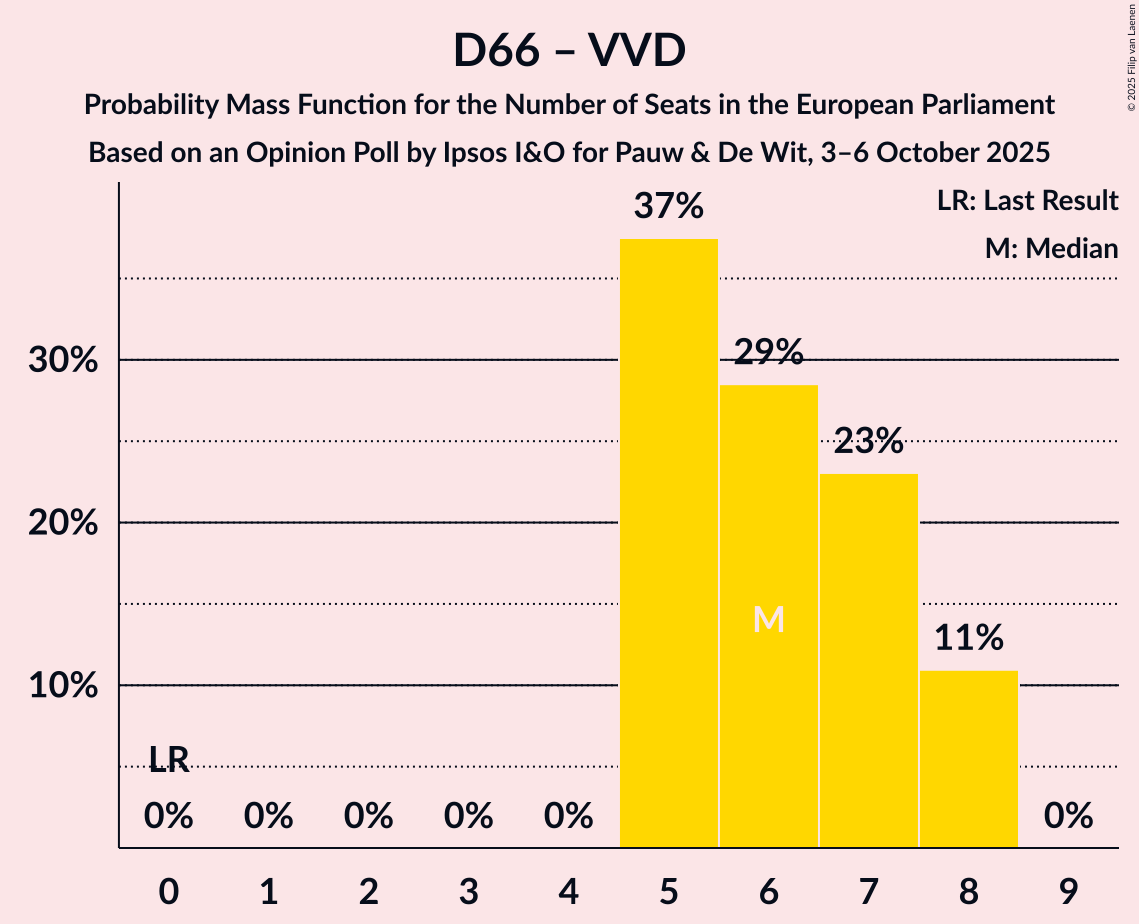 D66 – VVD
Probability Mass Function for the Number of Seats in the European Parliament
Based on an Opinion Poll by Ipsos I&O for Pauw & De Wit, 3–6 October 2025
© 2025 Filip van Laenen
LR: Last Result
M: Median
37%
29%
23%
11%
30%
20%
10%
M
LR
0% 0% 0% 0% 0% 0%
0 1 2 3 4 5 6 7 8 9